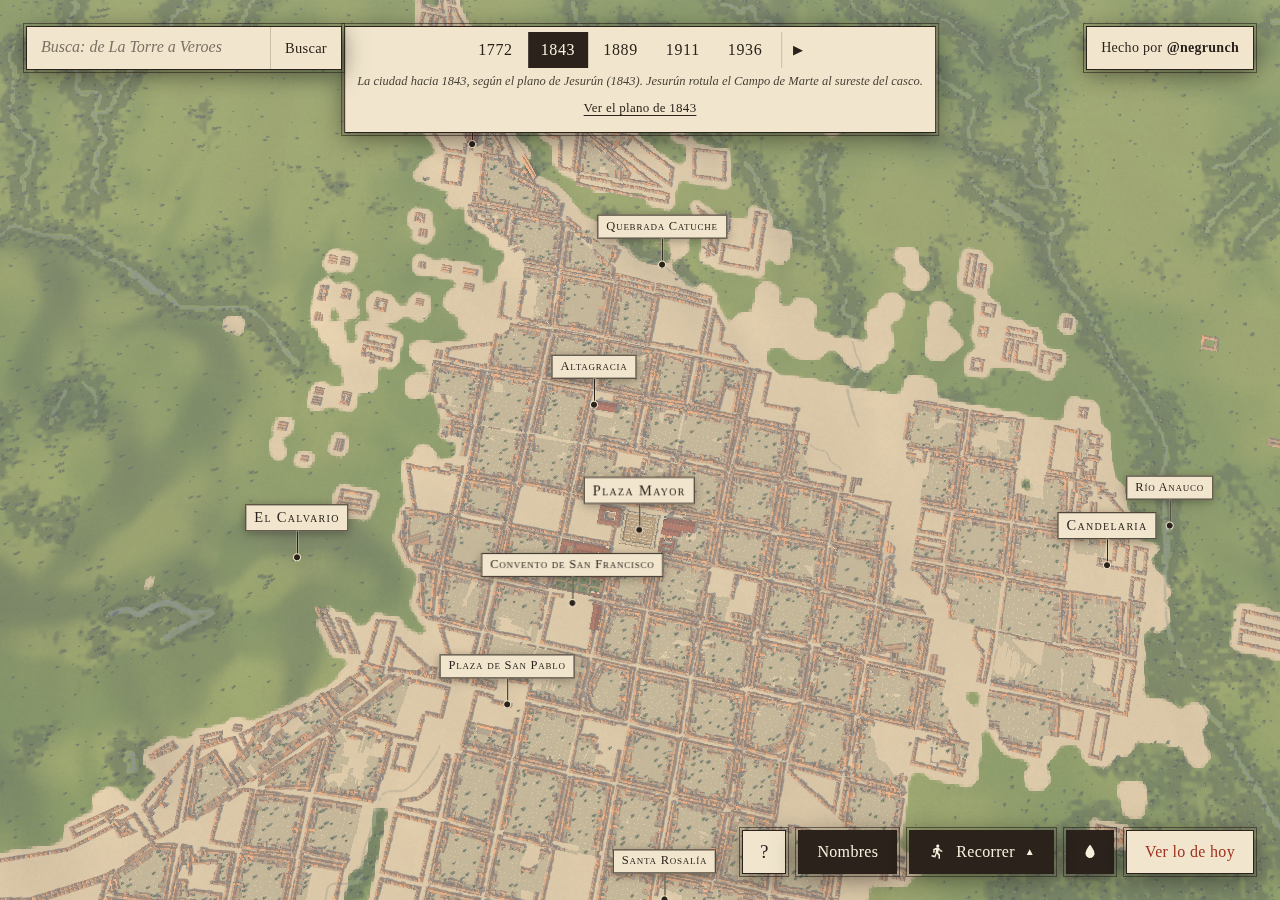 Busca: de La Torre a Veroes
Buscar
1772 1843 1889 1911 1936
La ciudad hacia 1843, según el plano de Jesurún (1843). Jesurún rotula el Campo de Marte al sureste del casco.
Ver el plano de 1843
Hecho por @negrunch
Quebrada Catuche
Altagracia
Plaza Mayor
Río Anauco
El Calvario
Candelaria
Convento de San Francisco
Plaza de San Pablo
Santa Rosalía
?
Nombres
Recorrer
Ver lo de hoy